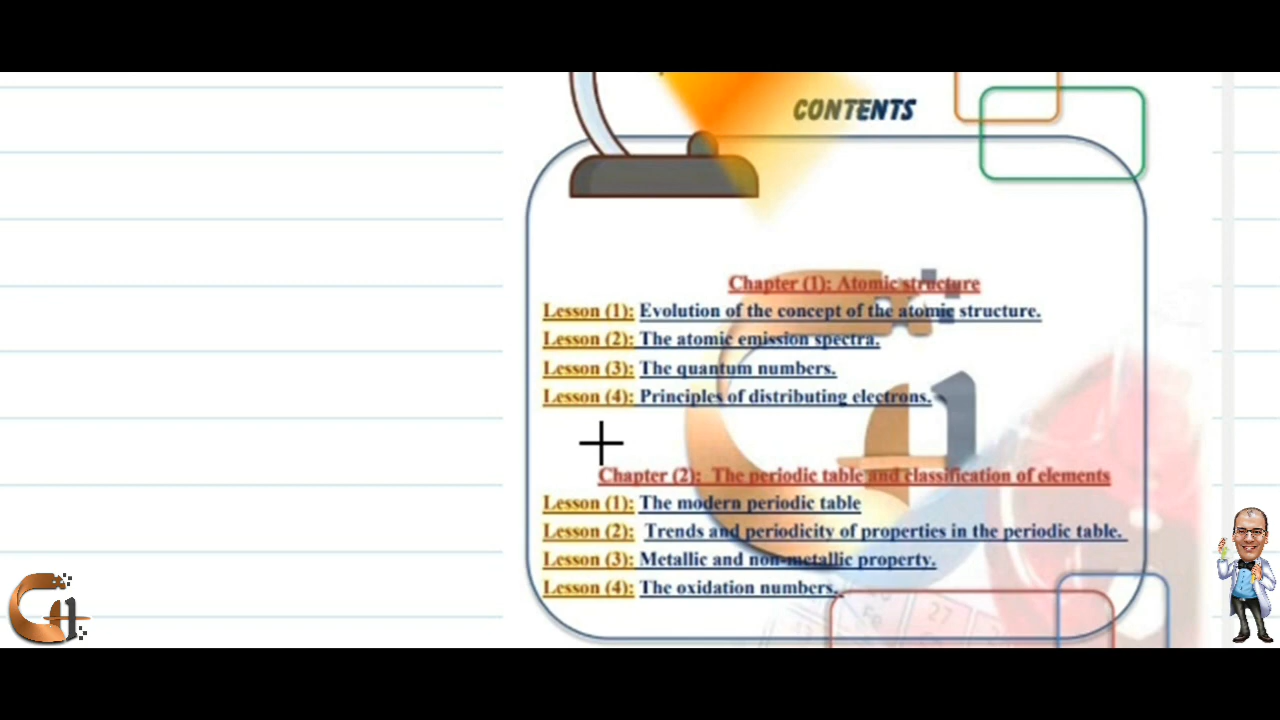 CONTENTS
Chapter (1): Atomic structure
Lesson (1): Evolution of the concept of the atomic structure.
Lesson (2): The atomic emission spectra.
Lesson (3): The quantum numbers.
Lesson (4): Principles of distributing electrons.
Chapter (2): The periodic table and classification of elements
Lesson (1): The modern periodic table
Lesson (2): Trends and periodicity of properties in the periodic table.
Lesson (3): Metallic and non-metallic property.
Lesson (4): The oxidation numbers.
27